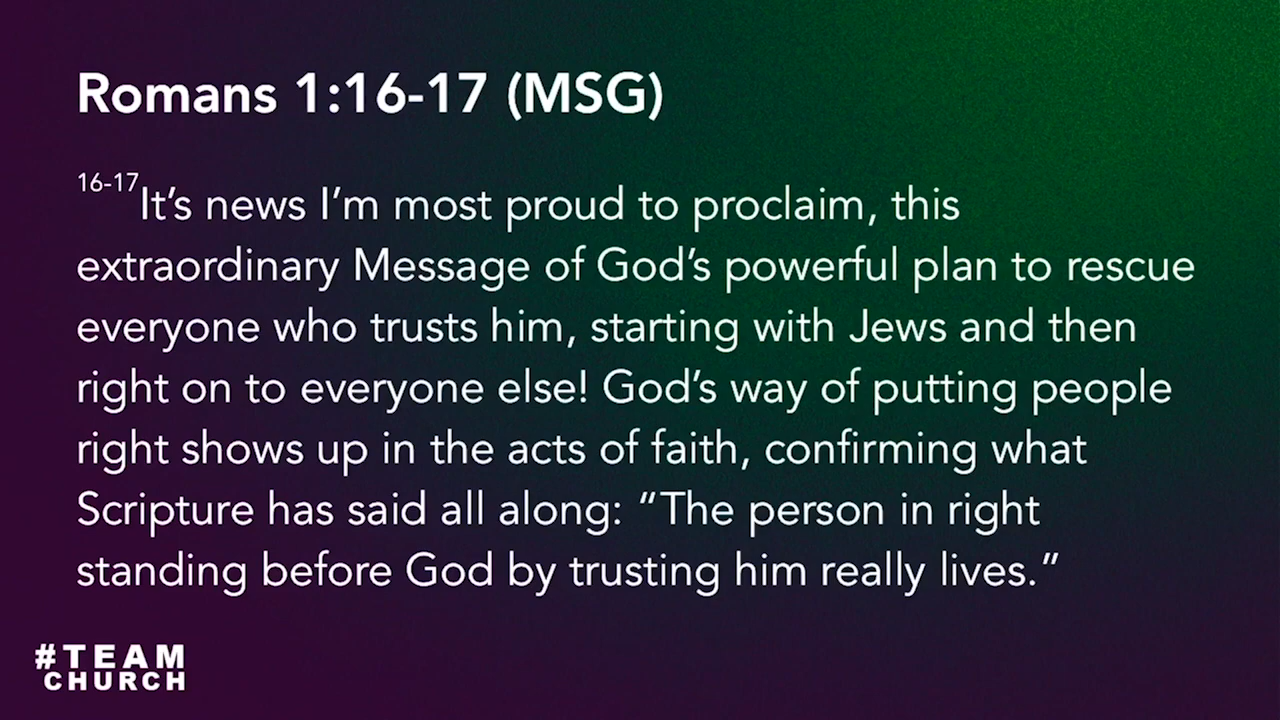 Romans 1:16-17 (MSG)
16-17It’s news I’m most proud to proclaim, this
extraordinary Message of God’s powerful plan to rescue
everyone who trusts him, starting with Jews and then
right on to everyone else! God’s way of putting people
right shows up in the acts of faith, confirming what
Scripture has said all along: “The person in right
standing before God by trusting him really lives.”
#TEAM
CHURCH